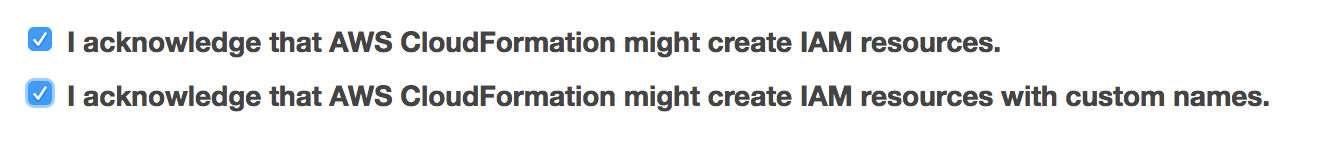 I acknowledge that AWS CloudFormation might create IAM resources.
I acknowledge that AWS CloudFormation might create IAM resources with custom names.